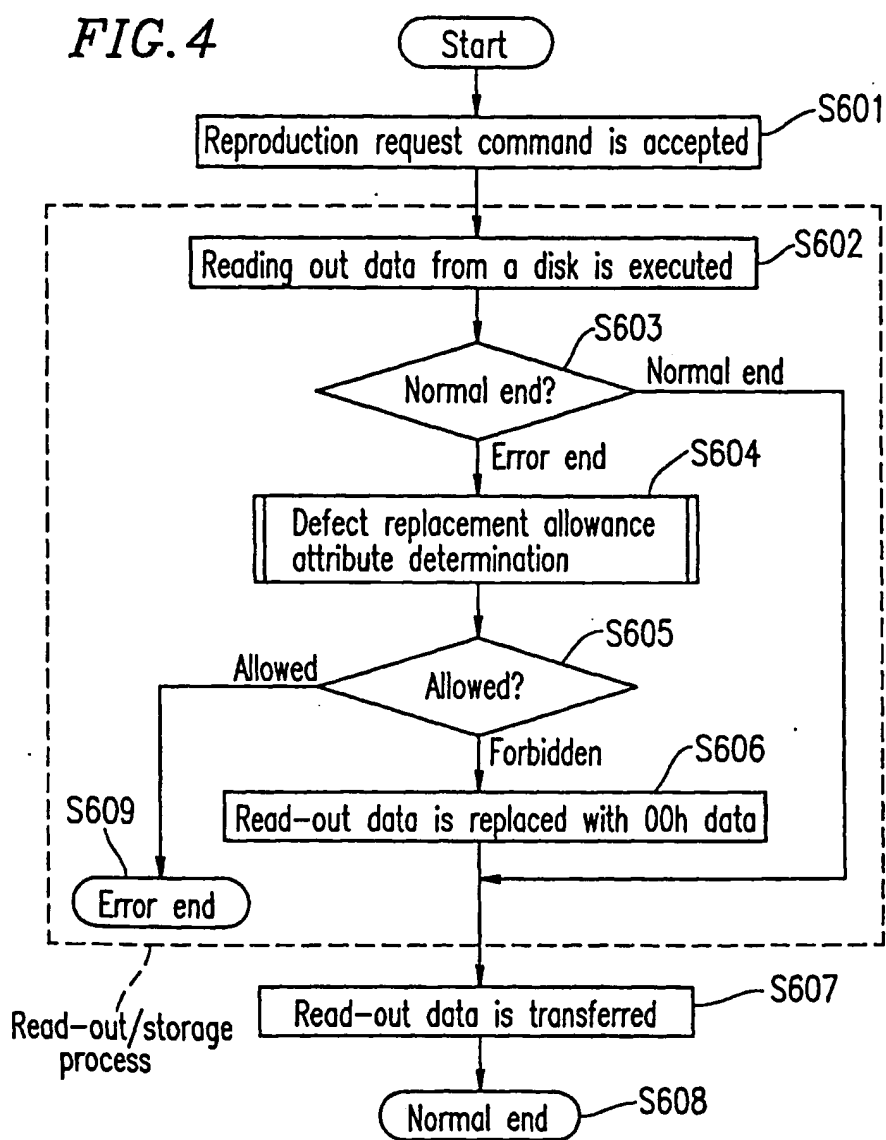 FIG.4
Start
S601
Reproduction request command is accepted
S602
Reading out data from a disk is executed
S603
Normal end?
Normal end
Error end
S604
Defect replacement allowance
attribute determination
S605
Allowed
Allowed?
Forbidden
S606
Read-out data is replaced with 00h data
S609
Error end
Read-out/storage
process
S607
Read-out data is transferred
S608
Normal end